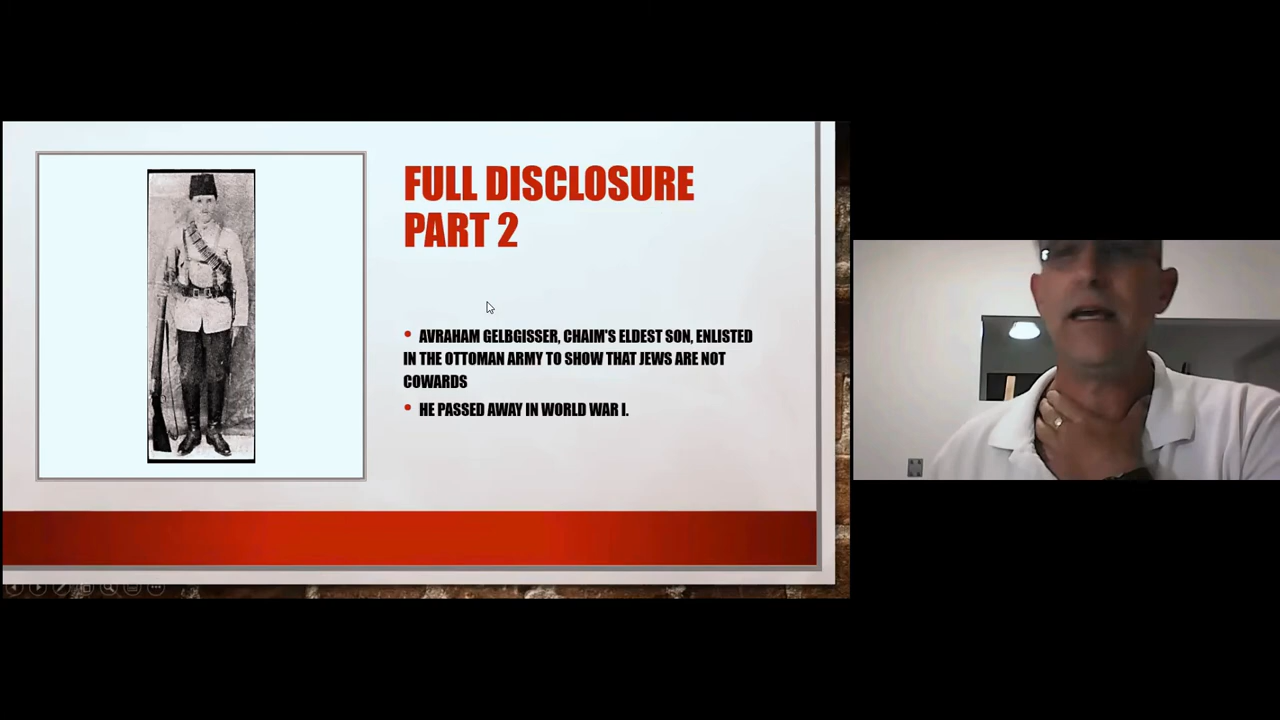 FULL DISCLOSURE
PART 2
• AVRAHAM GELBGISSER, CHAIM'S ELDEST SON, ENLISTED
IN THE OTTOMAN ARMY TO SHOW THAT JEWS ARE NOT
COWARDS
• HE PASSED AWAY IN WORLD WAR I.